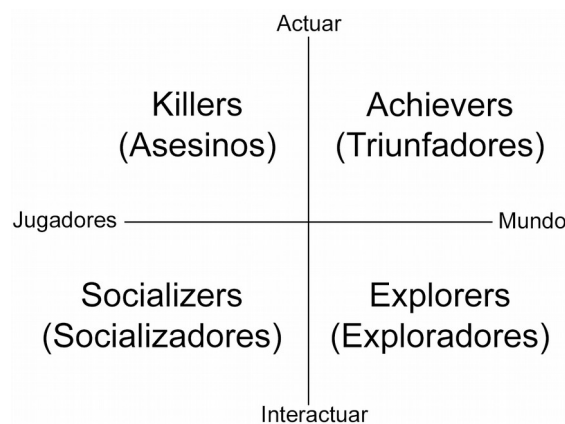 Actuar
Killers
(Asesinos)
Achievers
(Triunfadores)
Jugadores
Mundo
Socializers
(Socializadores)
Explorers
(Exploradores)
Interactuar